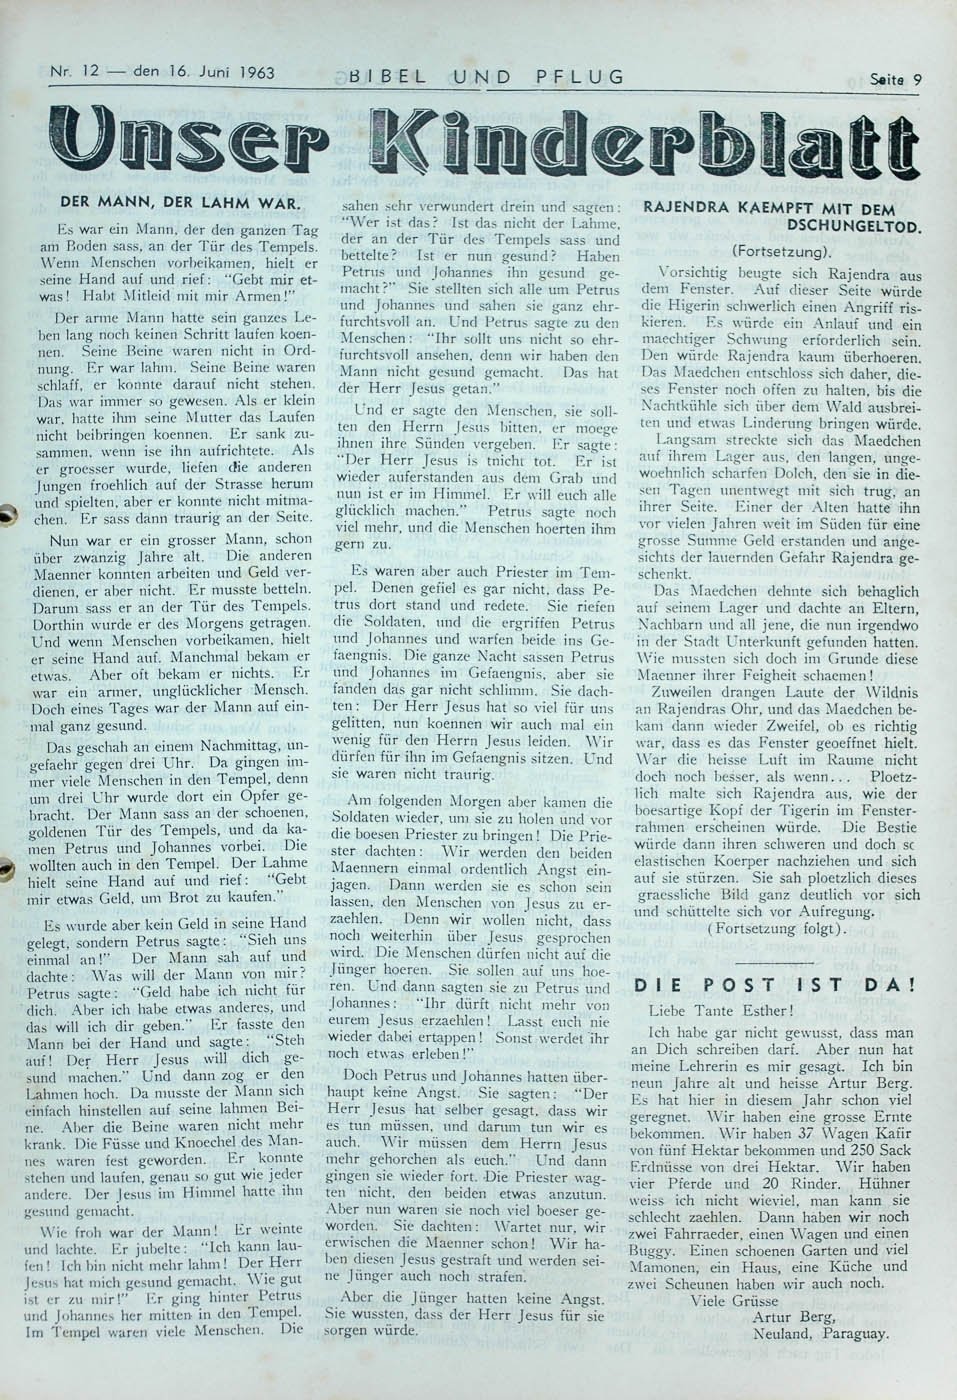 Nr. 12 — den 16. Juni 1963
BIBEL UND PFLUG
Seite 9
Unser Kinderblatt
DER MANN, DER LAHM WAR.
Es war ein Mann, der den ganzen Tag
am Boden sass, an der Tür des Tempels.
Wenn Menschen vorbeikamen, hielt er
seine Hand auf und rief: "Gebt mir et-
was! Habt Mitleid mit mir Armen!"
Der arme Mann hatte sein ganzes Le-
ben lang noch keinen Schritt laufen koen-
nen. Seine Beine waren nicht in Ord-
nung. Er war lahm. Seine Beine waren
schlaff, er konnte darauf nicht stehen.
Das war immer so gewesen. Als er klein
war, hatte ihm seine Mutter das Laufen
nicht beibringen koennen. Er sank zu-
sammen, wenn ise ihn aufrichtete. Als
er groesser wurde, liefen die anderen
Jungen froehlich auf der Strasse herum
und spielten, aber er konnte nicht mitma-
chen. Er sass dann traurig an der Seite.
Nun war er ein grosser Mann, schon
über zwanzig Jahre alt. Die anderen
Maenner konnten arbeiten und Geld ver-
dienen, er aber nicht. Er musste betteln.
Darum sass er an der Tür des Tempels.
Dorthin wurde er des Morgens getragen.
Und wenn Menschen vorbeikamen, hielt
er seine Hand auf. Manchmal bekam er
etwas. Aber oft bekam er nichts. Er
war ein armer, unglücklicher Mensch.
Doch eines Tages war der Mann auf ein-
mal ganz gesund.
Das geschah an einem Nachmittag, un-
gefaehr gegen drei Uhr. Da gingen im-
mer viele Menschen in den Tempel, denn
um drei Uhr wurde dort ein Opfer ge-
bracht. Der Mann sass an der schoenen,
goldenen Tür des Tempels, und da ka-
men Petrus und Johannes vorbei. Die
wollten auch in den Tempel. Der Lahme
hielt seine Hand auf und rief: "Gebt
mir etwas Geld, um Brot zu kaufen."
Es wurde aber kein Geld in seine Hand
gelegt, sondern Petrus sagte: "Sieh uns
einmal an!" Der Mann sah auf und
dachte: Was will der Mann von mir?
Petrus sagte: "Geld habe ich nicht für
dich. Aber ich habe etwas anderes, und
das will ich dir geben." Er fasste den
Mann bei der Hand und sagte: "Steh
auf! Der Herr Jesus will dich ge-
sund machen." Und dann zog er den
Lahmen hoch. Da musste der Mann sich
einfach hinstellen auf seine lahmen Bei-
ne. Aber die Beine waren nicht mehr
krank. Die Füsse und Knoechel des Man-
nes waren fest geworden. Er konnte
stehen und laufen, genau so gut wie jeder
andere. Der Jesus im Himmel hatte ihn
gesund gemacht.
Wie froh war der Mann! Er weinte
und lachte. Er jubelte: "Ich kann lau-
fen! Ich bin nicht mehr lahm! Der Herr
Jesus hat mich gesund gemacht. Wie gut
ist er zu mir!" Er ging hinter Petrus
und Johannes her mitten in den Tempel.
Im Tempel waren viele Menschen. Die
sahen sehr verwundert drein und sagten:
"Wer ist das? Ist das nicht der Lahme,
der an der Tür des Tempels sass und
bettelte? Ist er nun gesund? Haben
Petrus und Johannes ihn gesund ge-
macht?" Sie stellten sich alle um Petrus
und Johannes und sahen sie ganz ehr-
furchtsvoll an. Und Petrus sagte zu den
Menschen: "Ihr sollt uns nicht so ehr-
furchtsvoll ansehen, denn wir haben den
Mann nicht gesund gemacht. Das hat
der Herr Jesus getan."
Und er sagte den Menschen, sie soll-
ten den Herrn Jesus bitten, er moege
ihnen ihre Sünden vergeben. Er sagte:
"Der Herr Jesus is tnicht tot. Er ist
wieder auferstanden aus dem Grab und
nun ist er im Himmel. Er will euch alle
glücklich machen." Petrus sagte noch
viel mehr, und die Menschen hoerten ihm
gern zu.
Es waren aber auch Priester im Tem-
pel. Denen gefiel es gar nicht, dass Pe-
trus dort stand und redete. Sie riefen
die Soldaten, und die ergriffen Petrus
und Johannes und warfen beide ins Ge-
faengnis. Die ganze Nacht sassen Petrus
und Johannes im Gefaengnis, aber sie
fanden das gar nicht schlimm. Sie dach-
ten: Der Herr Jesus hat so viel für uns
gelitten, nun koennen wir auch mal ein
wenig für den Herrn Jesus leiden. Wir
dürfen für ihn im Gefaengnis sitzen. Und
sie waren nicht traurig.
Am folgenden Morgen aber kamen die
Soldaten wieder, um sie zu holen und vor
die boesen Priester zu bringen! Die Prie-
ster dachten: Wir werden den beiden
Maennern einmal ordentlich Angst ein-
jagen. Dann werden sie es schon sein
lassen, den Menschen von Jesus zu er-
zaehlen. Denn wir wollen nicht, dass
noch weiterhin über Jesus gesprochen
wird. Die Menschen dürfen nicht auf die
Jünger hoeren. Sie sollen auf uns hoe-
ren. Und dann sagten sie zu Petrus und
Johannes: "Ihr dürft nicht mehr von
eurem Jesus erzaehlen! Lasst euch nie
wieder dabei ertappen! Sonst werdet ihr
noch etwas erleben!"
Doch Petrus und Johannes hatten über-
haupt keine Angst. Sie sagten: "Der
Herr Jesus hat selber gesagt, dass wir
es tun müssen, und darum tun wir es
auch. Wir müssen dem Herrn Jesus
mehr gehorchen als euch." Und dann
gingen sie wieder fort. Die Priester wag-
ten nicht, den beiden etwas anzutun.
Aber nun waren sie noch viel boeser ge-
worden. Sie dachten: Wartet nur, wir
erwischen die Maenner schon! Wir ha-
ben diesen Jesus gestraft und werden sei-
ne Jünger auch noch strafen.
Aber die Jünger hatten keine Angst.
Sie wussten, dass der Herr Jesus für sie
sorgen würde.
RAJENDRA KAEMPFT MIT DEM
DSCHUNGELTOD.
(Fortsetzung).
Vorsichtig beugte sich Rajendra aus
dem Fenster. Auf dieser Seite würde
die Higerin schwerlich einen Angriff ris-
kieren. Es würde ein Anlauf und ein
maechtiger Schwung erforderlich sein.
Den würde Rajendra kaum überhoeren.
Das Maedchen entschloss sich daher, die-
ses Fenster noch offen zu halten, bis die
Nachtkühle sich über dem Wald ausbrei-
ten und etwas Linderung bringen würde.
Langsam streckte sich das Maedchen
auf ihrem Lager aus, den langen, unge-
woehnlich scharfen Dolch, den sie in die-
sen Tagen unentwegt mit sich trug, an
ihrer Seite. Einer der Alten hatte ihn
vor vielen Jahren weit im Süden für eine
grosse Summe Geld erstanden und ange-
sichts der lauernden Gefahr Rajendra ge-
schenkt.
Das Maedchen dehnte sich behaglich
auf seinem Lager und dachte an Eltern,
Nachbarn und all jene, die nun irgendwo
in der Stadt Unterkunft gefunden hatten.
Wie mussten sich doch im Grunde diese
Maenner ihrer Feigheit schaemen!
Zuweilen drangen Laute der Wildnis
an Rajendras Ohr, und das Maedchen be-
kam dann wieder Zweifel, ob es richtig
war, dass es das Fenster geoeffnet hielt.
War die heisse Luft im Raume nicht
doch noch besser, als wenn... Ploetz-
lich malte sich Rajendra aus, wie der
boesartige Kopf der Tigerin im Fenster-
rahmen erscheinen würde. Die Bestie
würde dann ihren schweren und doch so
elastischen Koerper nachziehen und sich
auf sie stürzen. Sie sah ploetzlich dieses
graessliche Bild ganz deutlich vor sich
und schüttelte sich vor Aufregung.
(Fortsetzung folgt).
DIE POST IST DA!
Liebe Tante Esther!
Ich habe gar nicht gewusst, dass man
an Dich schreiben darf. Aber nun hat
meine Lehrerin es mir gesagt. Ich bin
neun Jahre alt und heisse Artur Berg.
Es hat hier in diesem Jahr schon viel
geregnet. Wir haben eine grosse Ernte
bekommen. Wir haben 37 Wagen Kafir
von fünf Hektar bekommen und 250 Sack
Erdnüsse von drei Hektar. Wir haben
vier Pferde und 20 Rinder. Hühner
weiss ich nicht wieviel, man kann sie
schlecht zaehlen. Dann haben wir noch
zwei Fahrraeder, einen Wagen und einen
Buggy. Einen schoenen Garten und viel
Mamonen, ein Haus, eine Küche und
zwei Scheunen haben wir auch noch.
Viele Grüsse
Artur Berg,
Neuland, Paraguay.